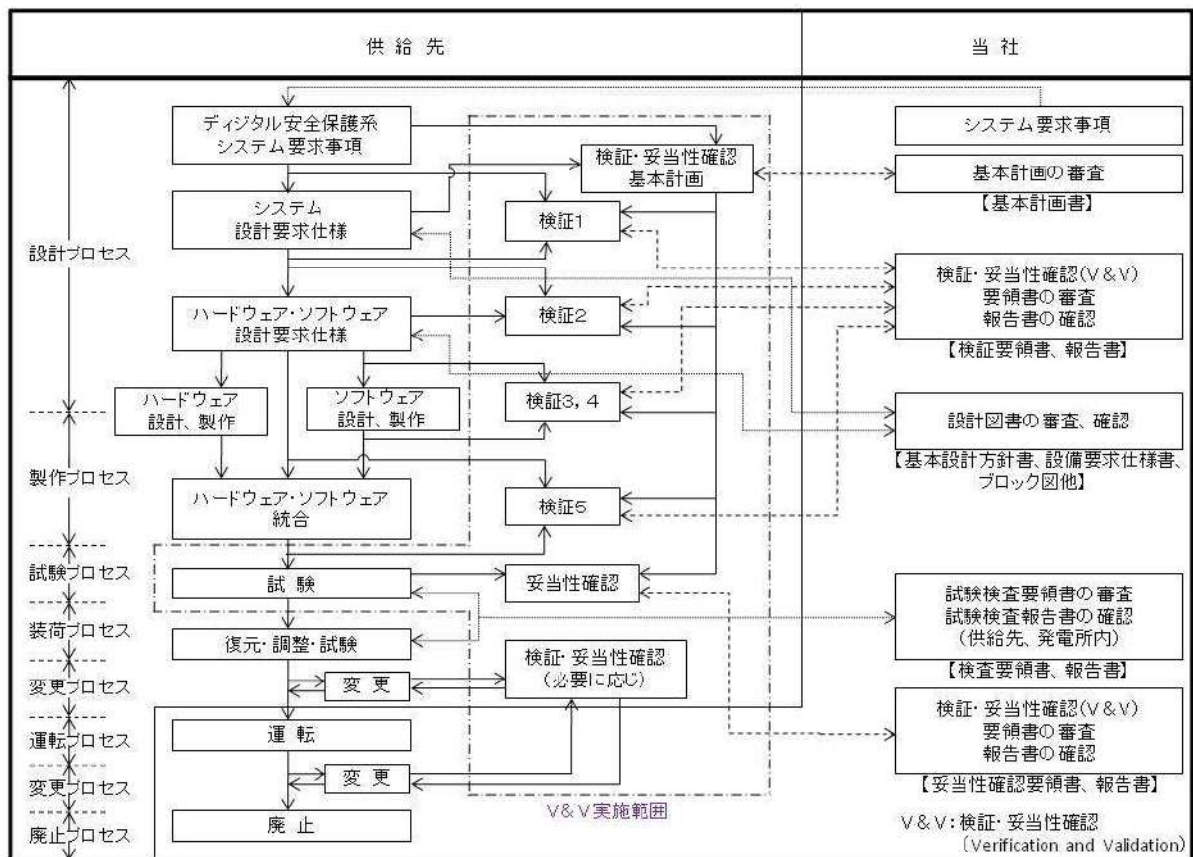 供給先
当社
ディジタル安全保護系
システム要求事項
システム要求事項
検証・妥当性確認
基本計画
基本計画の審査
【基本計画書】
システム
設計要求仕様
検証1
設計プロセス
検証・妥当性確認(V&V)
要領書の審査
報告書の確認
【検証要領書、報告書】
ハードウェア・ソフトウェア
設計要求仕様
検証2
ハードウェア
設計、製作
ソフトウェア
設計、製作
検証3,4
設計図書の審査、確認
【基本設計方針書、設備要求仕様書、
ブロック図他】
製作プロセス
ハードウェア・ソフトウェア
統合
検証5
試験プロセス
試験
妥当性確認
試験検査要領書の審査
試験検査報告書の確認
(供給先、発電所内)
【検査要領書、報告書】
装荷プロセス
復元・調整・試験
検証・妥当性確認
(必要に応じ)
変更プロセス
変更
運転プロセス
運転
検証・妥当性確認(V&V)
要領書の審査
報告書の確認
【妥当性確認要領書、報告書】
変更プロセス
変更
V&V実施範囲
廃止プロセス
廃止
V&V:検証・妥当性確認
(Verification and Validation)